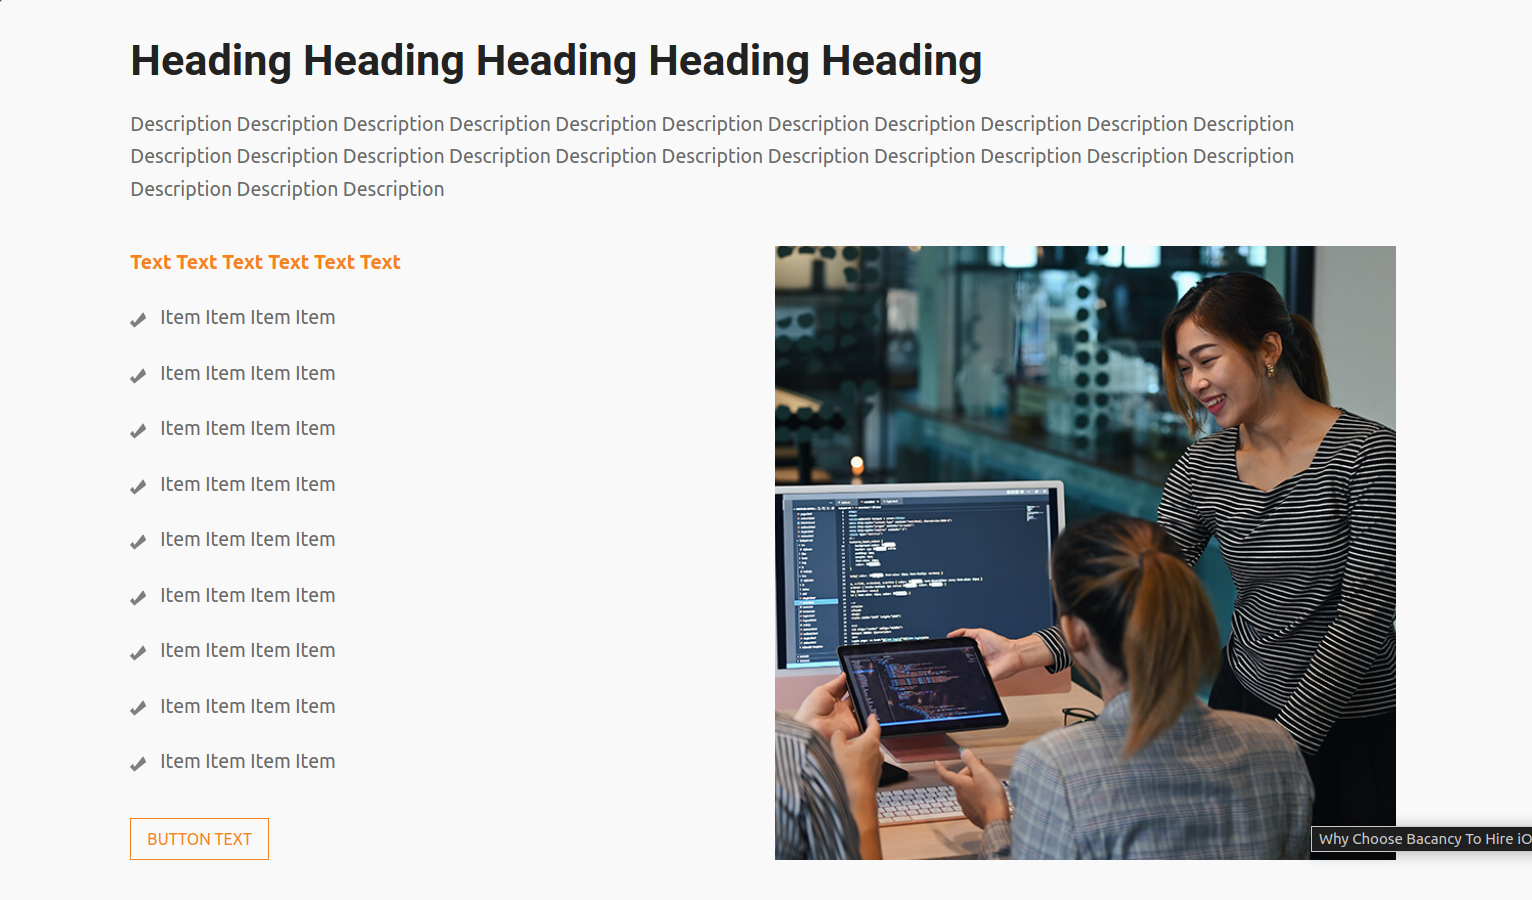 Heading Heading Heading Heading Heading
Description Description Description Description Description Description Description Description Description Description Description
Description Description Description Description Description Description Description Description Description Description Description
Description Description Description
Text Text Text Text Text Text
Item Item Item Item
Item Item Item Item
Item Item Item Item
Item Item Item Item
Item Item Item Item
Item Item Item Item
Item Item Item Item
Item Item Item Item
Item Item Item Item
BUTTON TEXT
Why Choose Bacancy To Hire iO